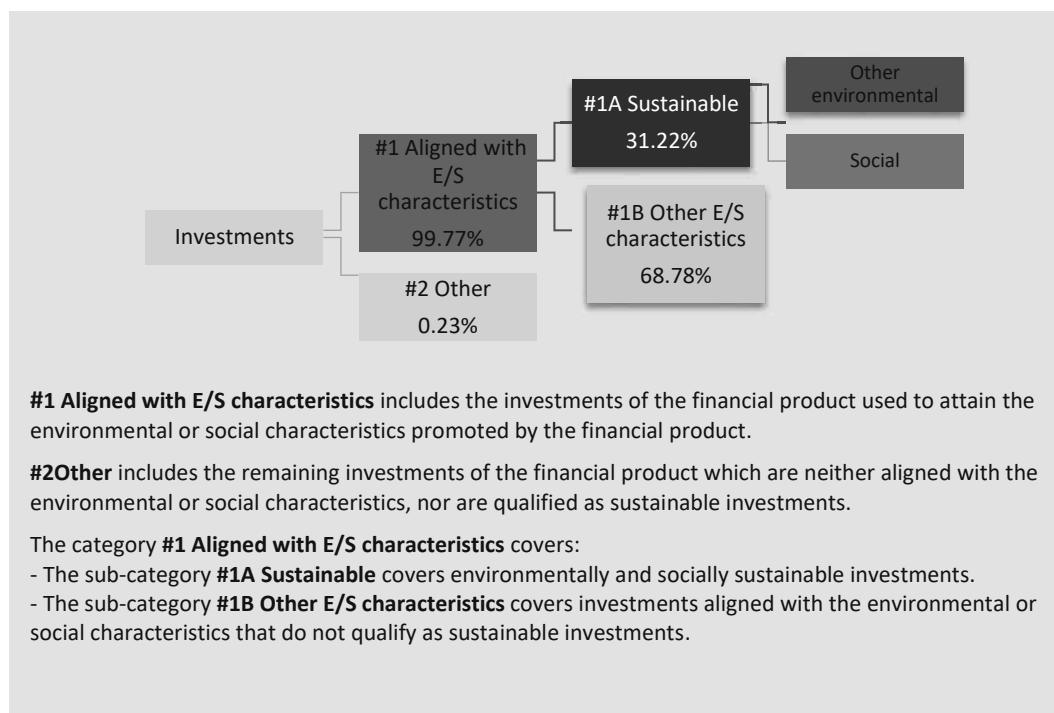 Investments
#1 Aligned with
E/S
characteristics
99.77%
#2 Other
0.23%
#1A Sustainable
31.22%
#1B Other E/S
characteristics
68.78%
Other
environmental
Social
#1 Aligned with E/S characteristics includes the investments of the financial product used to attain the
environmental or social characteristics promoted by the financial product.
#2Other includes the remaining investments of the financial product which are neither aligned with the
environmental or social characteristics, nor are qualified as sustainable investments.
The category #1 Aligned with E/S characteristics covers:
- The sub-category #1A Sustainable covers environmentally and socially sustainable investments.
- The sub-category #1B Other E/S characteristics covers investments aligned with the environmental or
social characteristics that do not qualify as sustainable investments.